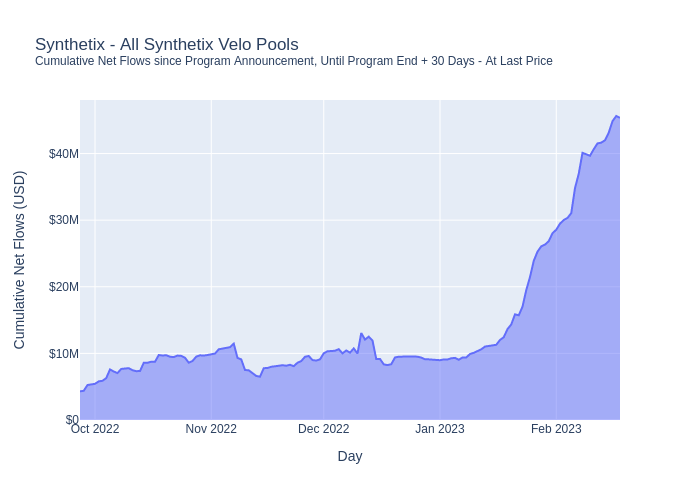 Synthetix - All Synthetix Velo Pools
Cumulative Net Flows since Program Announcement, Until Program End + 30 Days - At Last Price
Cumulative Net Flows (USD)
$40M
$30M
$20M
$10M
$0
Oct 2022
Nov 2022
Dec 2022
Jan 2023
Feb 2023
Day